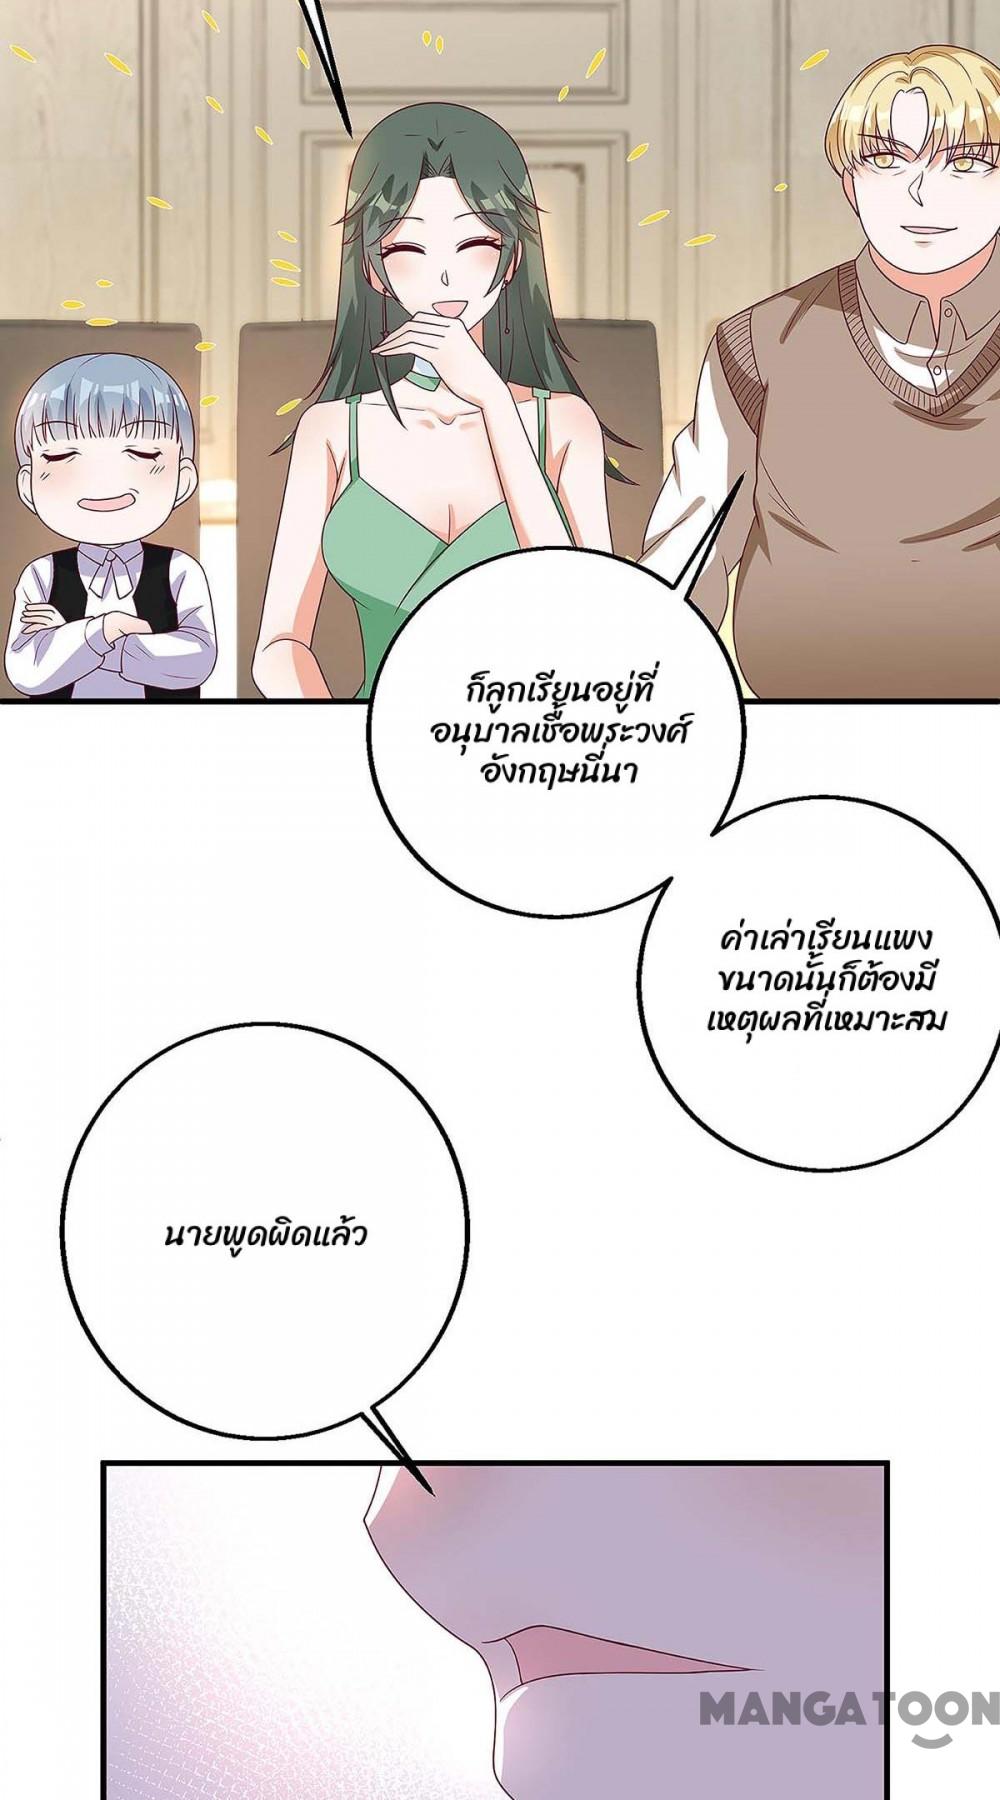 ก็ลูกเรียนอยู่ที่
อนุบาลเชื้อพระวงศ์
อังกฤษนี่นา
ค่าเล่าเรียนแพง
ขนาดนั้นก็ต้องมี
เหตุผลที่เหมาะสม
นายพูดผิดแล้ว
MANGATOON